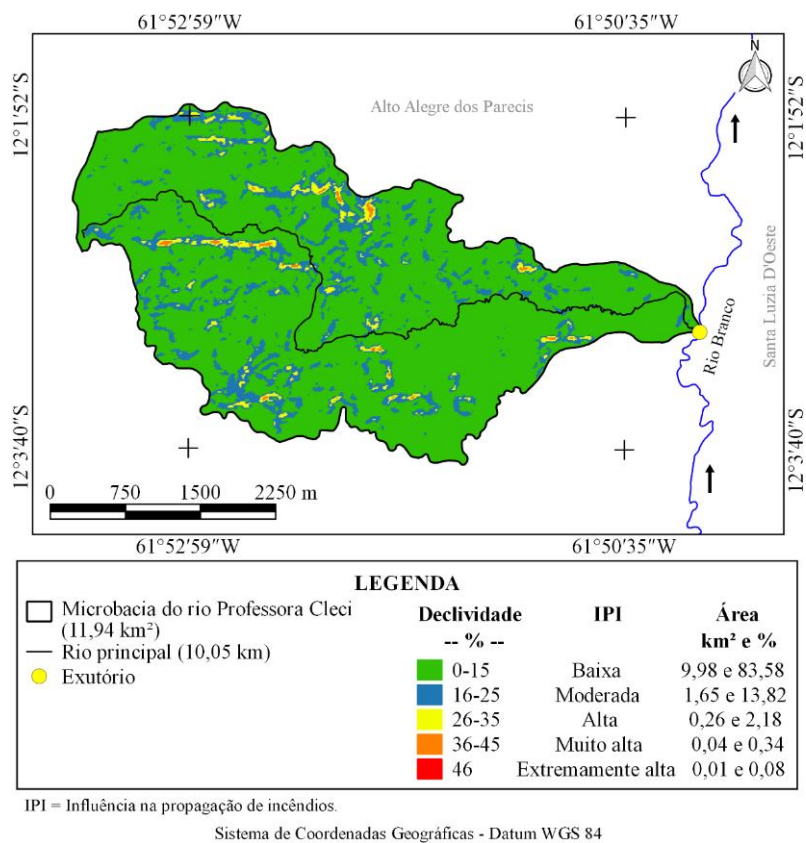 61°52′59″W 61°50′35″W
N
12°1′52″S 12°1′52″S
Alto Alegre dos Parecis
Santa Luzia D'Oeste
Rio Branco
12°3′40″S 12°3′40″S
0 750 1500 2250 m
61°52′59″W 61°50′35″W
LEGENDA
Microbacia do rio Professora Cleci
(11,94 km²)
Rio principal (10,05 km)
Exutório
Declividade IPI Área
-- % -- km² e %
0-15 Baixa 9,98 e 83,58
16-25 Moderada 1,65 e 13,82
26-35 Alta 0,26 e 2,18
36-45 Muito alta 0,04 e 0,34
46 Extremamente alta 0,01 e 0,08
IPI = Influência na propagação de incêndios.
Sistema de Coordenadas Geográficas - Datum WGS 84